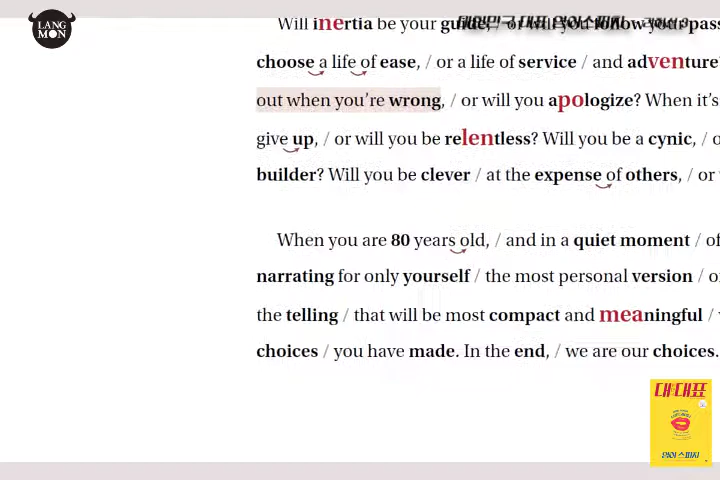 LANG
MON
Will inertia be your guide, / or will you follow your pass
choose a life of ease, / or a life of service / and adventure?
out when you're wrong, / or will you apologize? When it's
give up, / or will you be relentless? Will you be a cynic, / o
builder? Will you be clever / at the expense of others, / or
When you are 80 years old, / and in a quiet moment / of
narrating for only yourself / the most personal version / o
the telling / that will be most compact and meaningful /
choices / you have made. In the end, / we are our choices.
대대표
영어 스피치